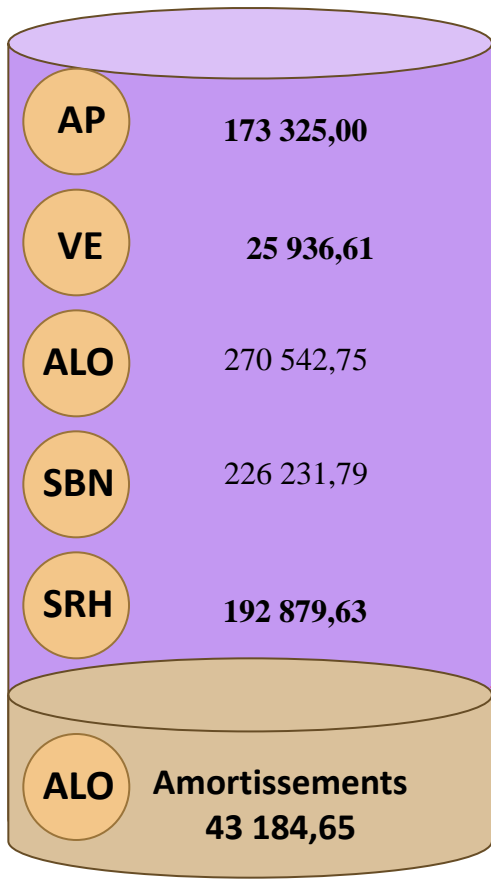 AP 173 325,00
VE 25 936,61
ALO 270 542,75
SBN 226 231,79
SRH 192 879,63
ALO Amortissements
43 184,65